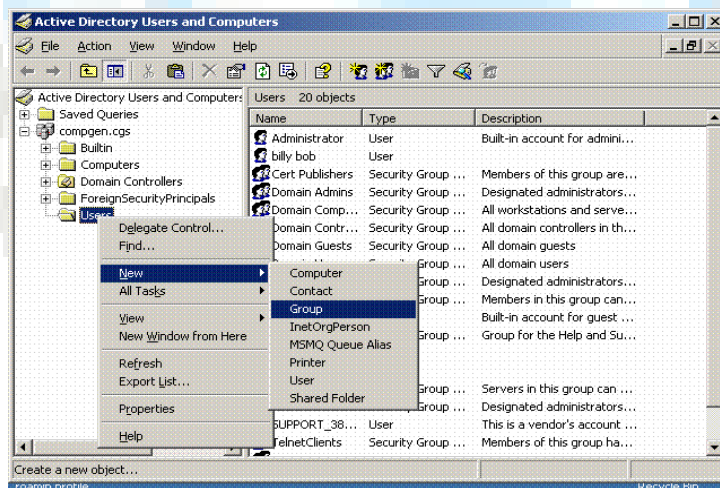 Active Directory Users and Computers
File Action View Window Help
Active Directory Users and Computers
Saved Queries
compgen.cgs
Builtin
Computers
Domain Controllers
ForeignSecurityPrincipals
Users
Users 20 objects
Name Type Description
Administrator User Built-in account for admini...
billy bob User
Cert Publishers Security Group ... Members of this group are...
Domain Admins Security Group ... Designated administrators...
Domain Comp... Security Group ... All workstations and serve...
Domain Contr... Security Group ... All domain controllers in th...
Domain Guests Security Group ... All domain guests
Group ... All domain users
Group ... Designated administrators...
Group ... Members in this group can...
Built-in account for guest ...
Group ... Group for the Help and Su...
Group ... Servers in this group can ...
Group ... Designated administrators...
SUPPORT_38... User This is a vendor's account ...
TelnetClients Security Group ... Members of this group ha...
Delegate Control...
Find...
New
All Tasks
View
New Window from Here
Refresh
Export List...
Properties
Help
Computer
Contact
Group
InetOrgPerson
MSMQ Queue Alias
Printer
User
Shared Folder
Create a new object...
roamin profile Recycle Bin